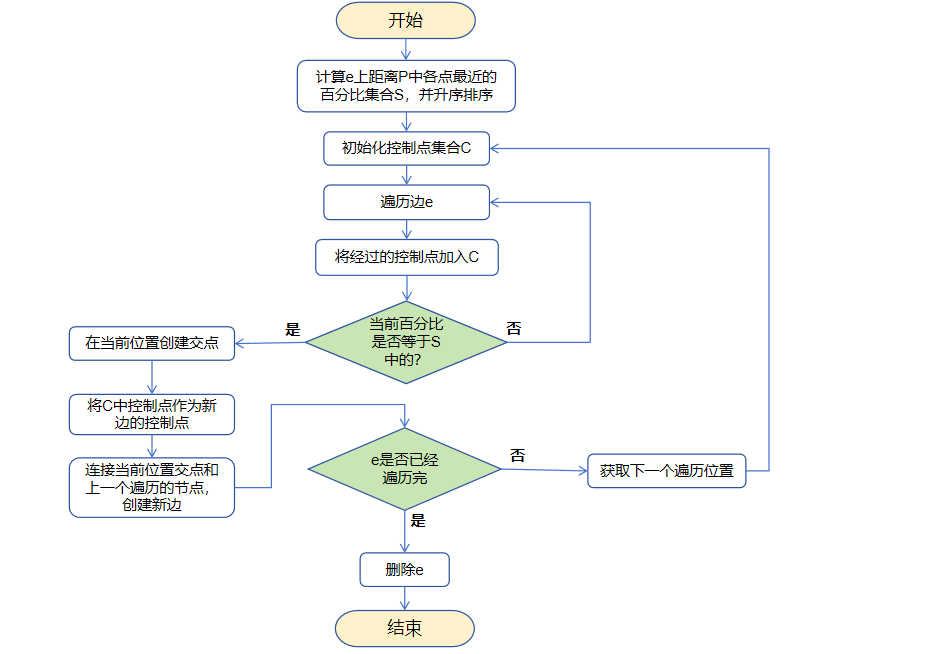 开始
计算e上距离P中各点最近的
百分比集合S，并升序排序
初始化控制点集合C
遍历边e
将经过的控制点加入C
当前百分比
是否等于S
中的？
是
否
在当前位置创建交点
将C中控制点作为新
边的控制点
连接当前位置交点和
上一个遍历的节点，
创建新边
e是否已经
遍历完
否
获取下一个遍历位置
是
删除e
结束